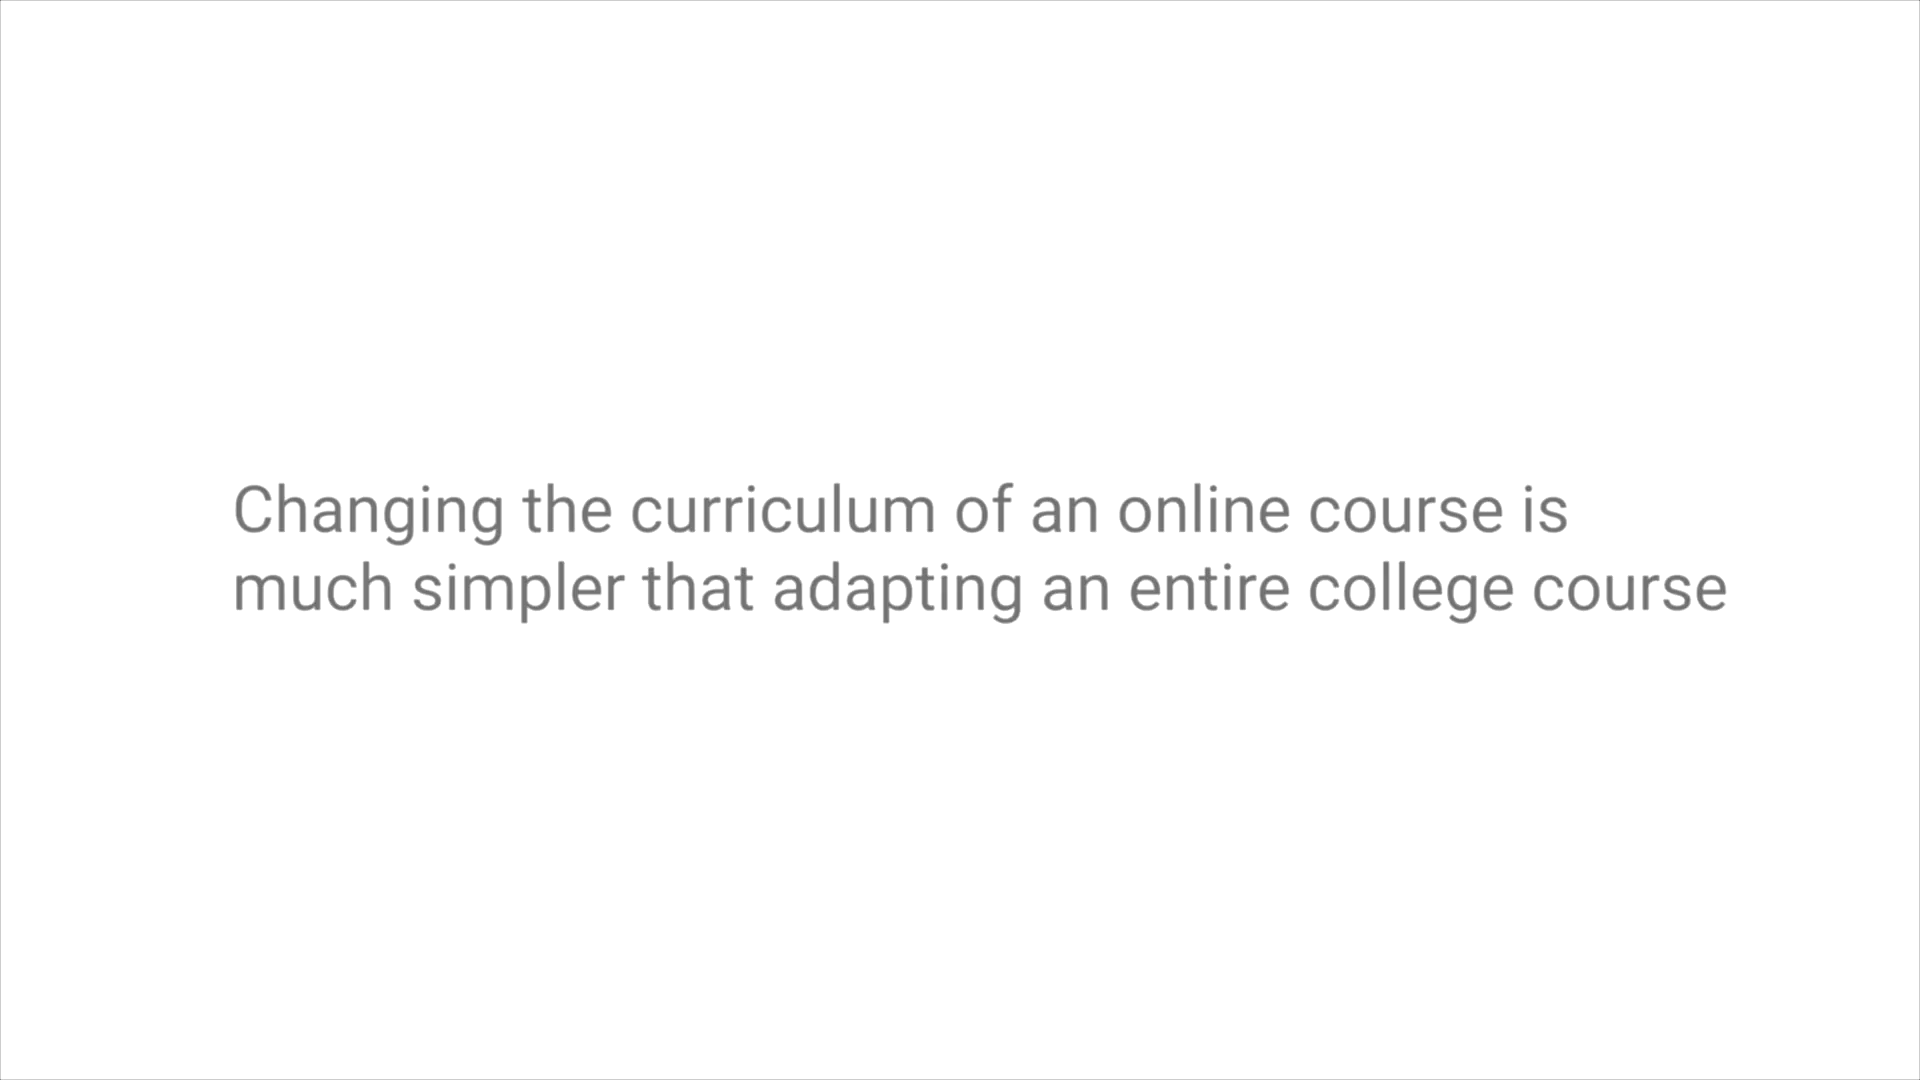 Changing the curriculum of an online course is
much simpler that adapting an entire college course